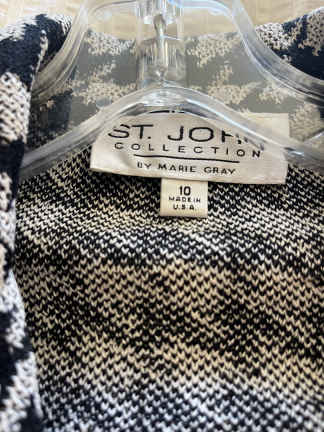 ST. JOHN
COLLECTION
BY MARIE GRAY
10
MADE IN
U.S.A.